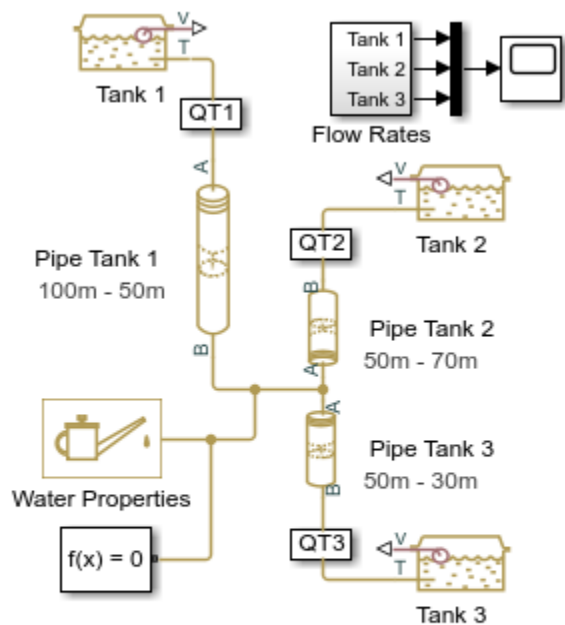 V
T
Tank 1
QT1
A
Pipe Tank 1
100m - 50m
B
Tank 1
Tank 2
Tank 3
Flow Rates
V
T
Tank 2
QT2
B
Pipe Tank 2
50m - 70m
A
A
Pipe Tank 3
50m - 30m
B
Water Properties
f(x) = 0
QT3
V
T
Tank 3